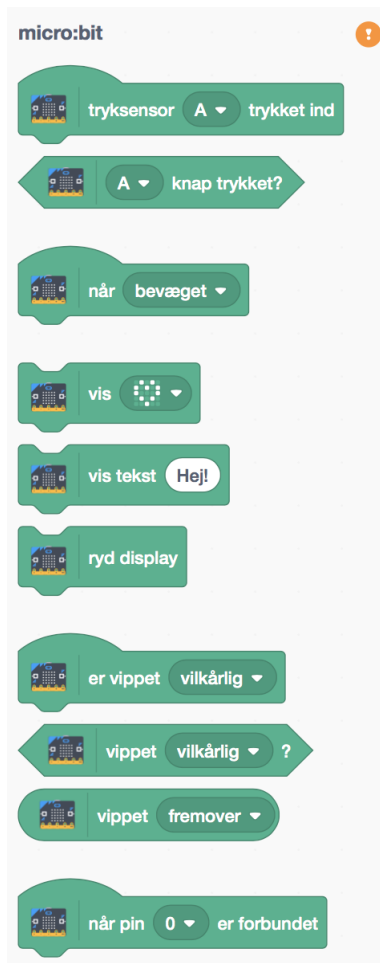 micro:bit
tryksensor A trykket ind
A knap trykket?
når bevæget
vis
vis tekst Hej!
ryd display
er vippet vilkårlig
vippet vilkårlig ?
vippet fremover
når pin 0 er forbundet